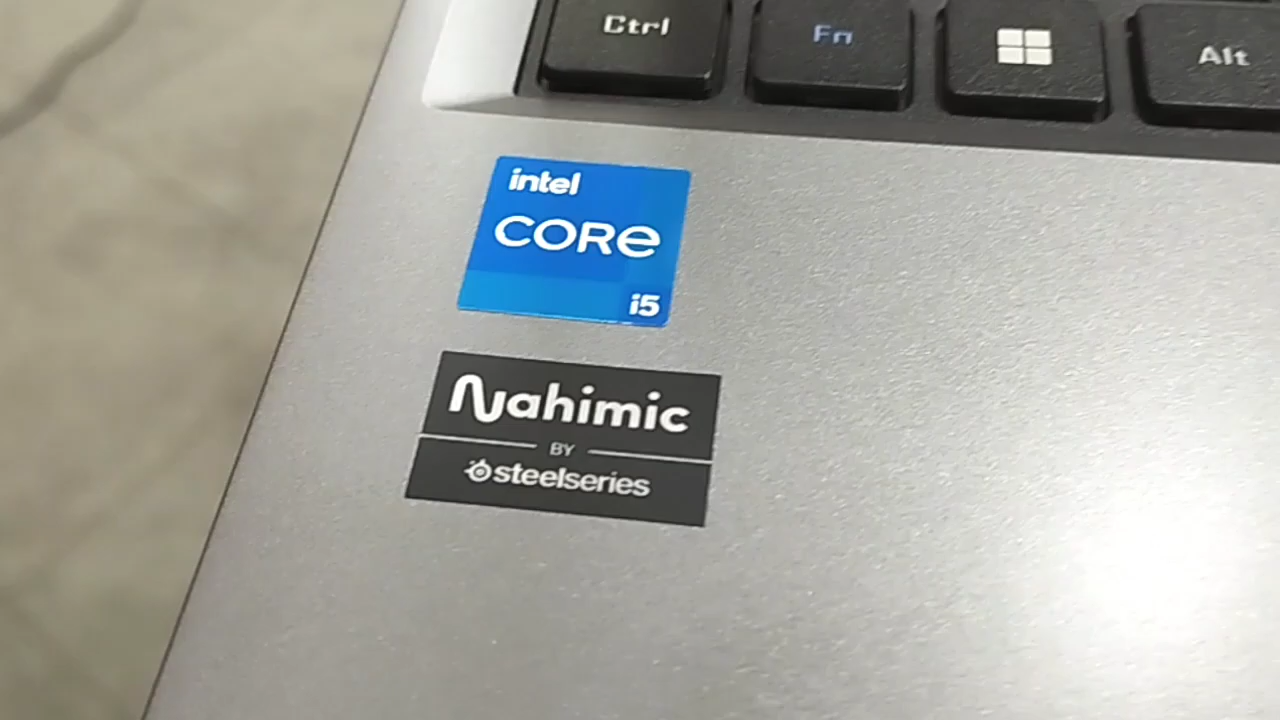 Ctrl Fn Alt
intel
CORe
i5
Nahimic
BY
steelseries